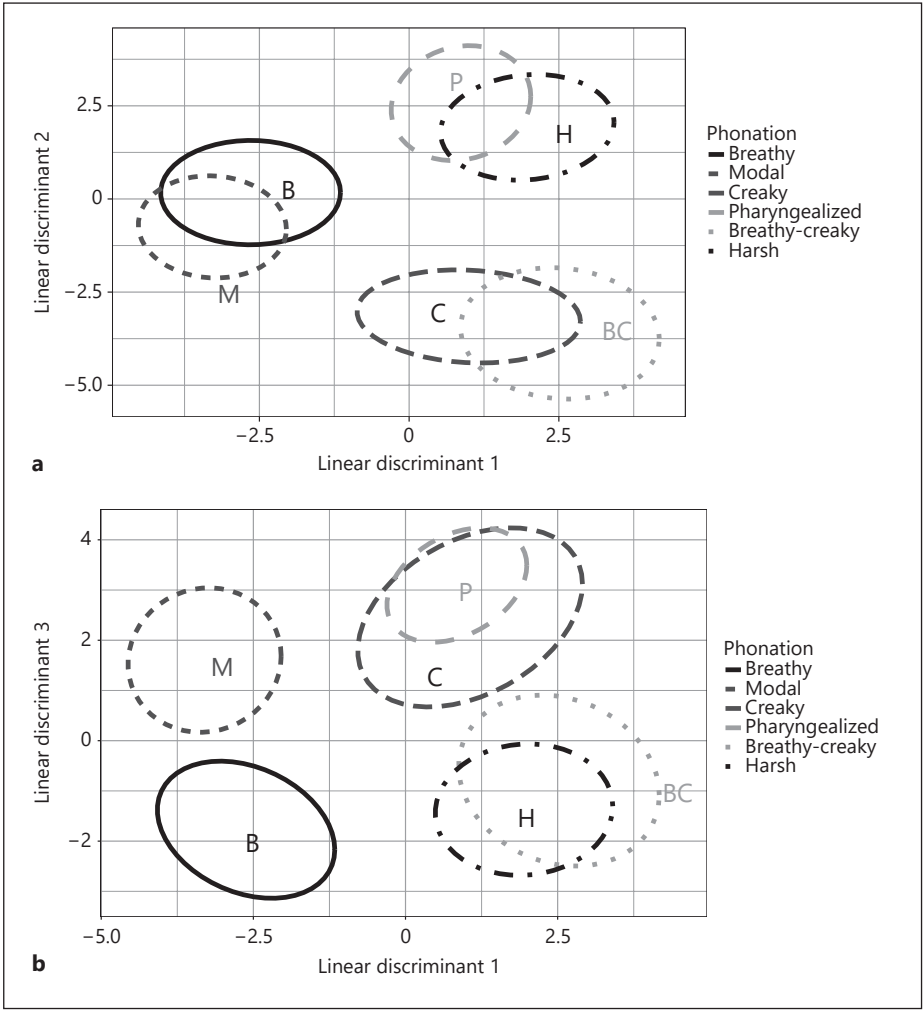 P
2.5
H
Linear discriminant 2
Phonation
Breathy
Modal
Creaky
Pharyngealized
Breathy-creaky
Harsh
B
0
M
−2.5
C
BC
−5.0
−2.5 0 2.5
a
Linear discriminant 1
4
P
Linear discriminant 3
2
M
C
Phonation
Breathy
Modal
Creaky
Pharyngealized
Breathy-creaky
Harsh
0
BC
H
−2
B
−5.0 −2.5 0 2.5
b
Linear discriminant 1